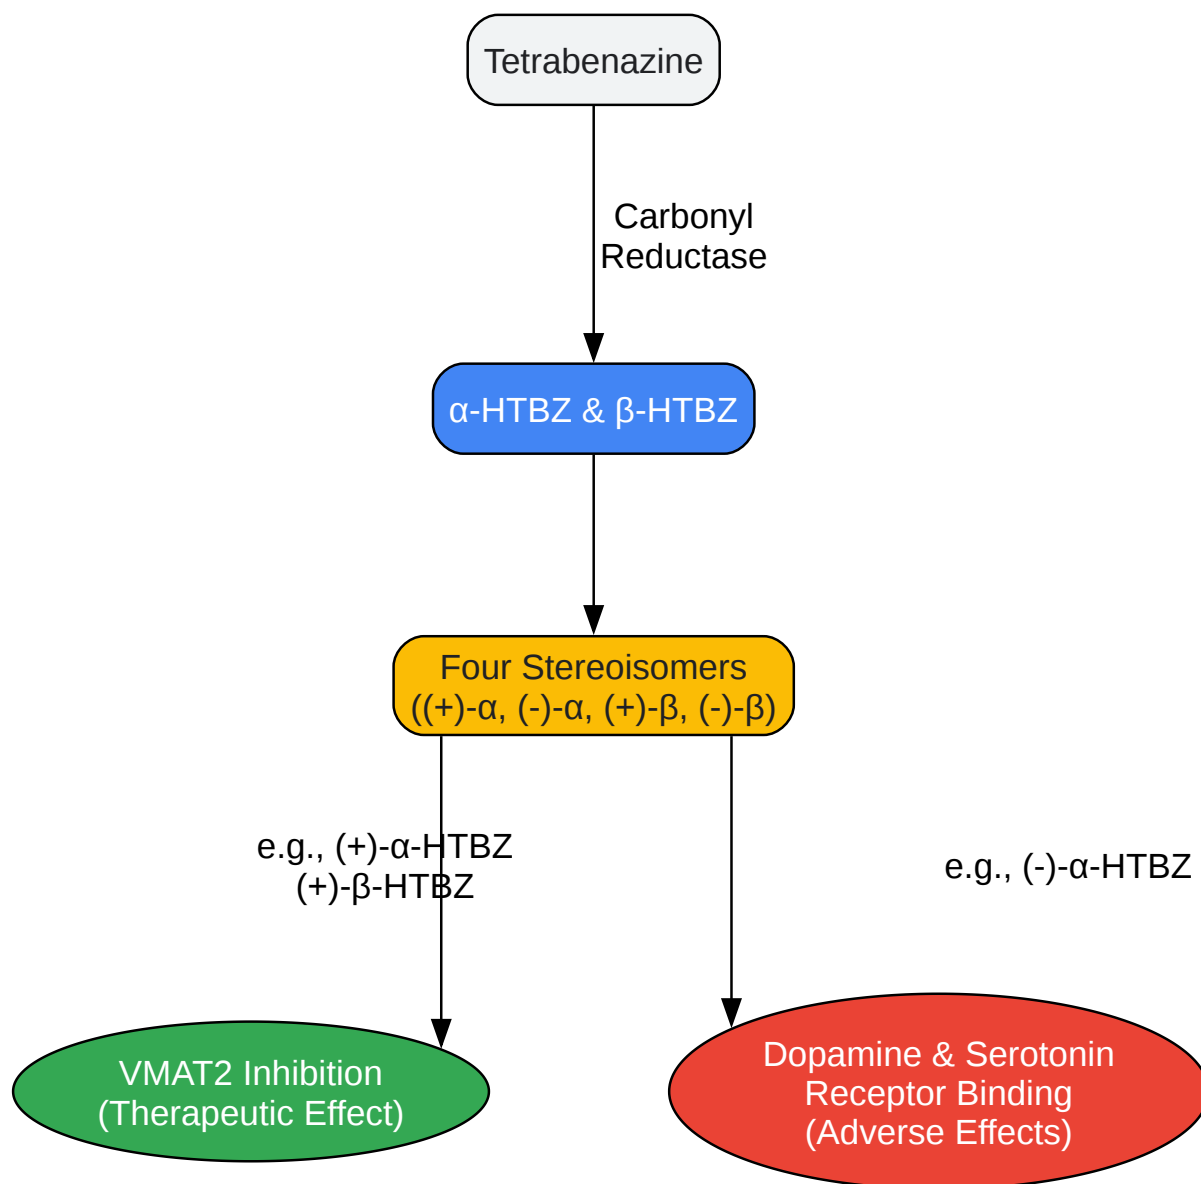 Tetrabenazine
Carbonyl
Reductase
α-HTBZ & β-HTBZ
Four Stereoisomers
((+)-α, (-)-α, (+)-β, (-)-β)
e.g., (+)-α-HTBZ
(+)-β-HTBZ
e.g., (-)-α-HTBZ
VMAT2 Inhibition
(Therapeutic Effect)
Dopamine & Serotonin
Receptor Binding
(Adverse Effects)